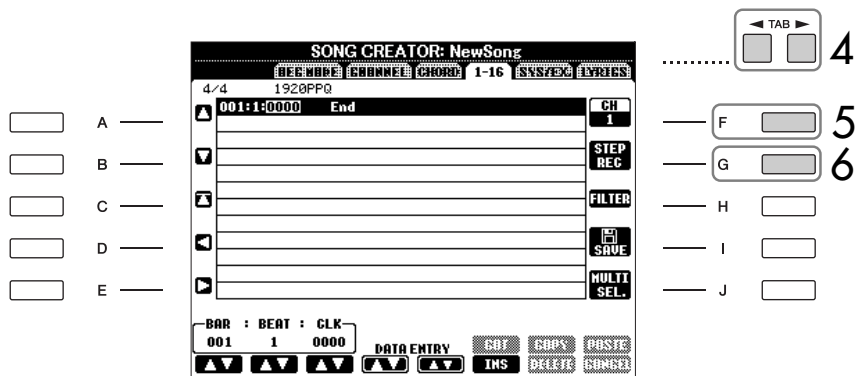 ◄ TAB ►
4
SONG CREATOR: NewSong
REC MODE CHANNEL CHORD 1-16 SYS/EX. LYRICS
4/4 1920PPQ
001:1:0000 End
CH
1
A
F
5
STEP
REC
B
G
6
FILTER
C
H
SAVE
D
I
MULTI
SEL.
E
J
BAR : BEAT : CLK
001 1 0000
DATA ENTRY
CUT COPY PASTE
INS DELETE CANCEL